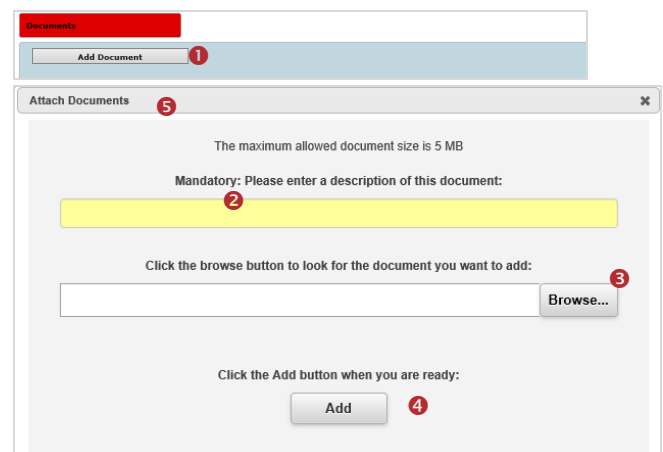 Documents
Add Document 1
Attach Documents 5
The maximum allowed document size is 5 MB
Mandatory: Please enter a description of this document:
2
Click the browse button to look for the document you want to add:
3
Browse...
Click the Add button when you are ready:
Add 4